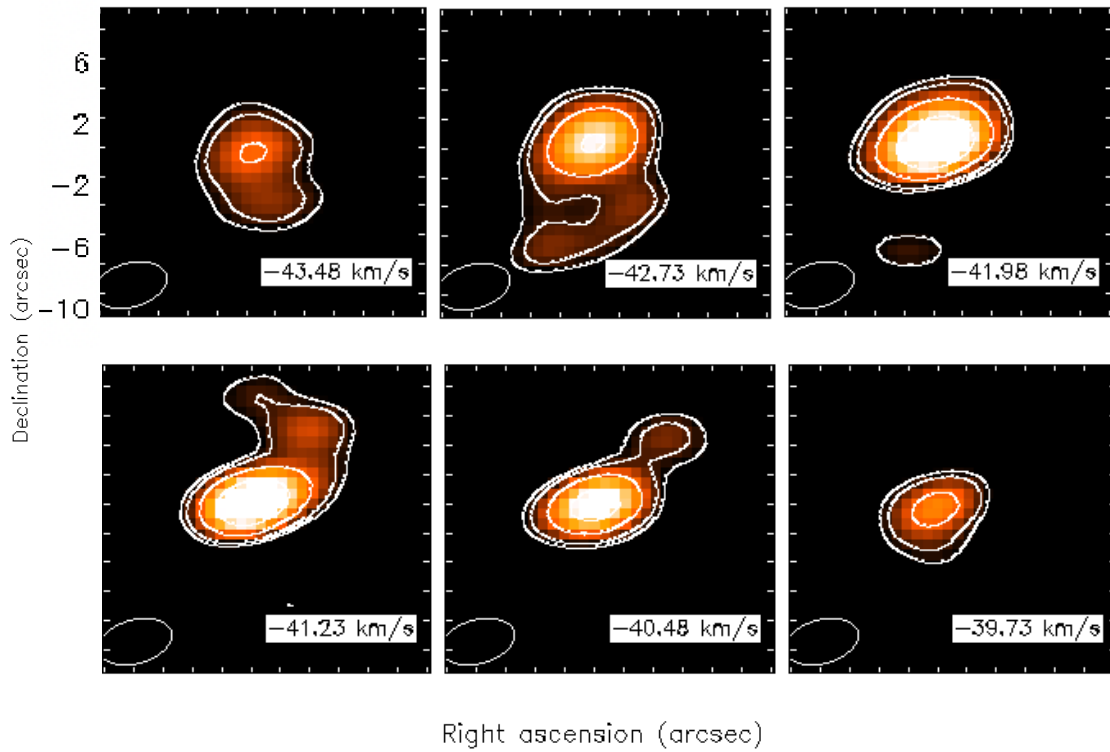 6
2
-2
-6
-10
Declination (arcsec)
-43.48 km/s
-42.73 km/s
-41.98 km/s
-41.23 km/s
-40.48 km/s
-39.73 km/s
Right ascension (arcsec)